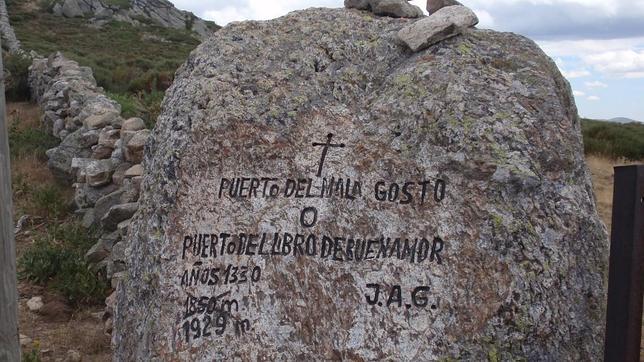 PUERTO DEL MALA GOSTO
O
PUERTO DEL LIBRO DE BUEN AMOR
AÑOS 1330
1850 m
1929 m. J.A.G.